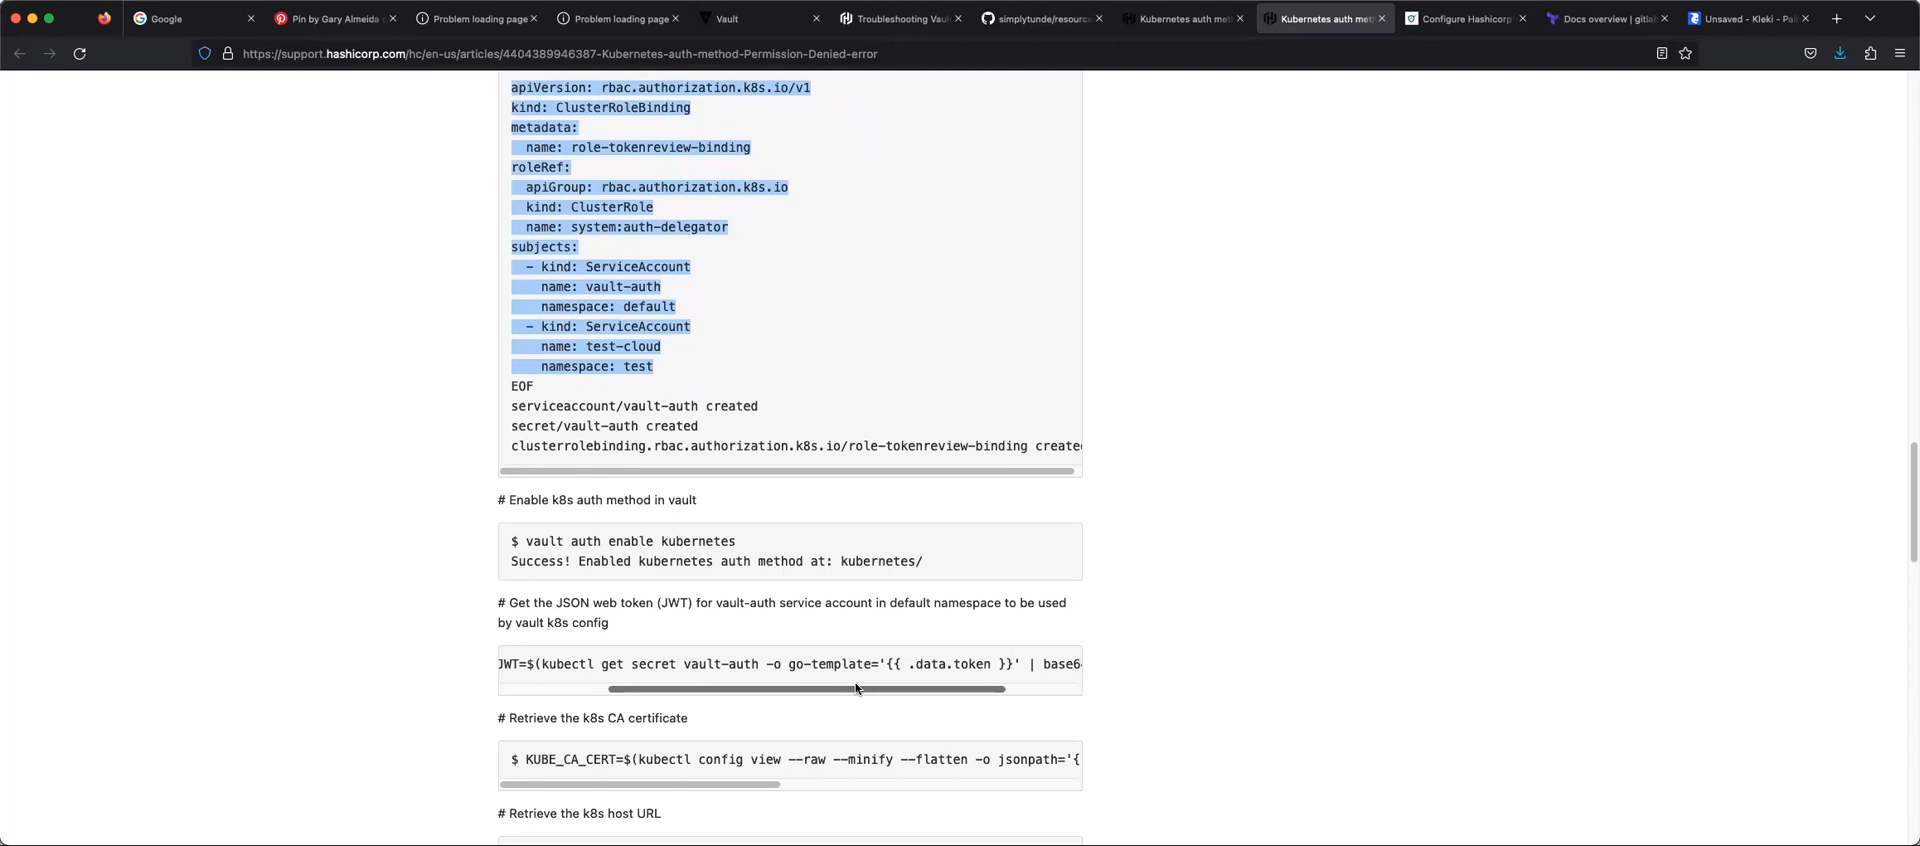 Google
Pin by Gary Almeida
Problem loading page
Problem loading page
Vault
Troubleshooting Vau
simplytunde/resource
Kubernetes auth met
Kubernetes auth met
Configure Hashicorp
Docs overview | gitla
Unsaved - Kleki - Pai
https://support.hashicorp.com/hc/en-us/articles/4404389946387-Kubernetes-auth-method-Permission-Denied-error
apiVersion: rbac.authorization.k8s.io/v1
kind: ClusterRoleBinding
metadata:
  name: role-tokenreview-binding
roleRef:
  apiGroup: rbac.authorization.k8s.io
  kind: ClusterRole
  name: system:auth-delegator
subjects:
  - kind: ServiceAccount
    name: vault-auth
    namespace: default
  - kind: ServiceAccount
    name: test-cloud
    namespace: test
EOF
serviceaccount/vault-auth created
secret/vault-auth created
clusterrolebinding.rbac.authorization.k8s.io/role-tokenreview-binding create
# Enable k8s auth method in vault
$ vault auth enable kubernetes
Success! Enabled kubernetes auth method at: kubernetes/
# Get the JSON web token (JWT) for vault-auth service account in default namespace to be used
by vault k8s config
JWT=$(kubectl get secret vault-auth -o go-template='{{ .data.token }}' | base6
# Retrieve the k8s CA certificate
$ KUBE_CA_CERT=$(kubectl config view --raw --minify --flatten -o jsonpath='{
# Retrieve the k8s host URL